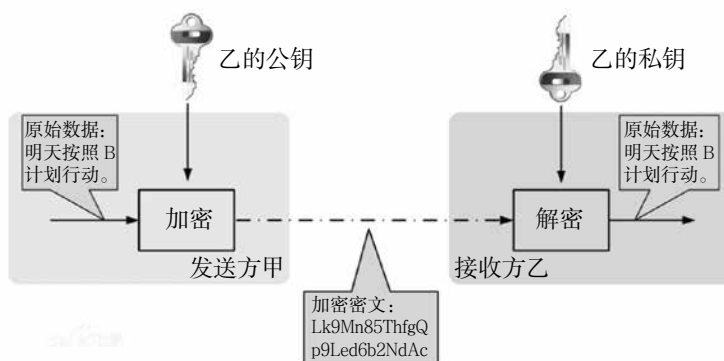 乙的公钥
乙的私钥
原始数据：
明天按照 B
计划行动。
原始数据：
明天按照 B
计划行动。
加密
解密
发送方甲
接收方乙
加密密文：
Lk9Mn85ThfgQ
p9Led6b2NdAc